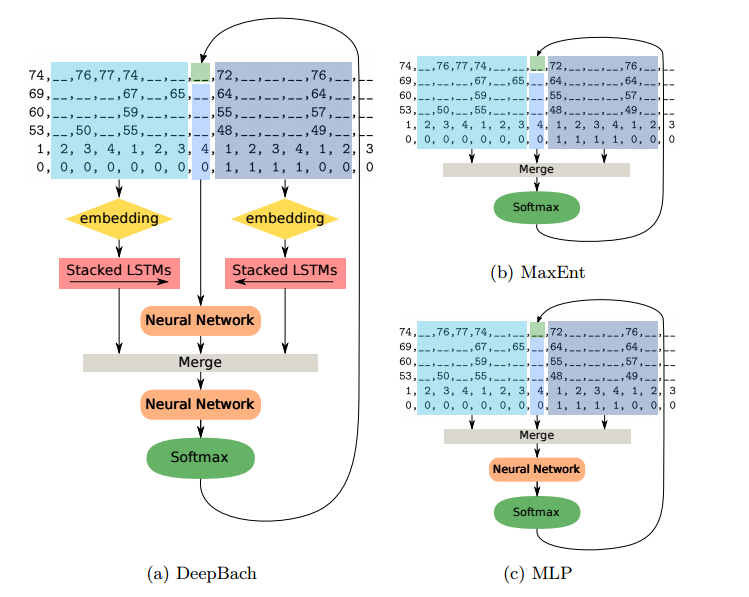 74,__,76,77,74,__,__,__,72,__,__,__,76,__,__
69,__,__,__,67,__,65,__,64,__,__,__,64,__,__
60,__,__,__,59,__,__,__,55,__,__,__,57,__,__
53,__,50,__,55,__,__,__,48,__,__,__,49,__,__
1, 2, 3, 4, 1, 2, 3, 4, 1, 2, 3, 4, 1, 2, 3
0, 0, 0, 0, 0, 0, 0, 0, 1, 1, 1, 1, 0, 0, 0
embedding embedding
Stacked LSTMs Stacked LSTMs
Neural Network
Merge
Neural Network
Softmax
(a) DeepBach
74,__,76,77,74,__,__,__,72,__,__,__,76,__,__
69,__,__,__,67,__,65,__,64,__,__,__,64,__,__
60,__,__,__,59,__,__,__,55,__,__,__,57,__,__
53,__,50,__,55,__,__,__,48,__,__,__,49,__,__
1, 2, 3, 4, 1, 2, 3, 4, 1, 2, 3, 4, 1, 2, 3
0, 0, 0, 0, 0, 0, 0, 0, 1, 1, 1, 1, 0, 0, 0
Merge
Softmax
(b) MaxEnt
74,__,76,77,74,__,__,__,72,__,__,__,76,__,__
69,__,__,__,67,__,65,__,64,__,__,__,64,__,__
60,__,__,__,59,__,__,__,55,__,__,__,57,__,__
53,__,50,__,55,__,__,__,48,__,__,__,49,__,__
1, 2, 3, 4, 1, 2, 3, 4, 1, 2, 3, 4, 1, 2, 3
0, 0, 0, 0, 0, 0, 0, 0, 1, 1, 1, 1, 0, 0, 0
Merge
Neural Network
Softmax
(c) MLP